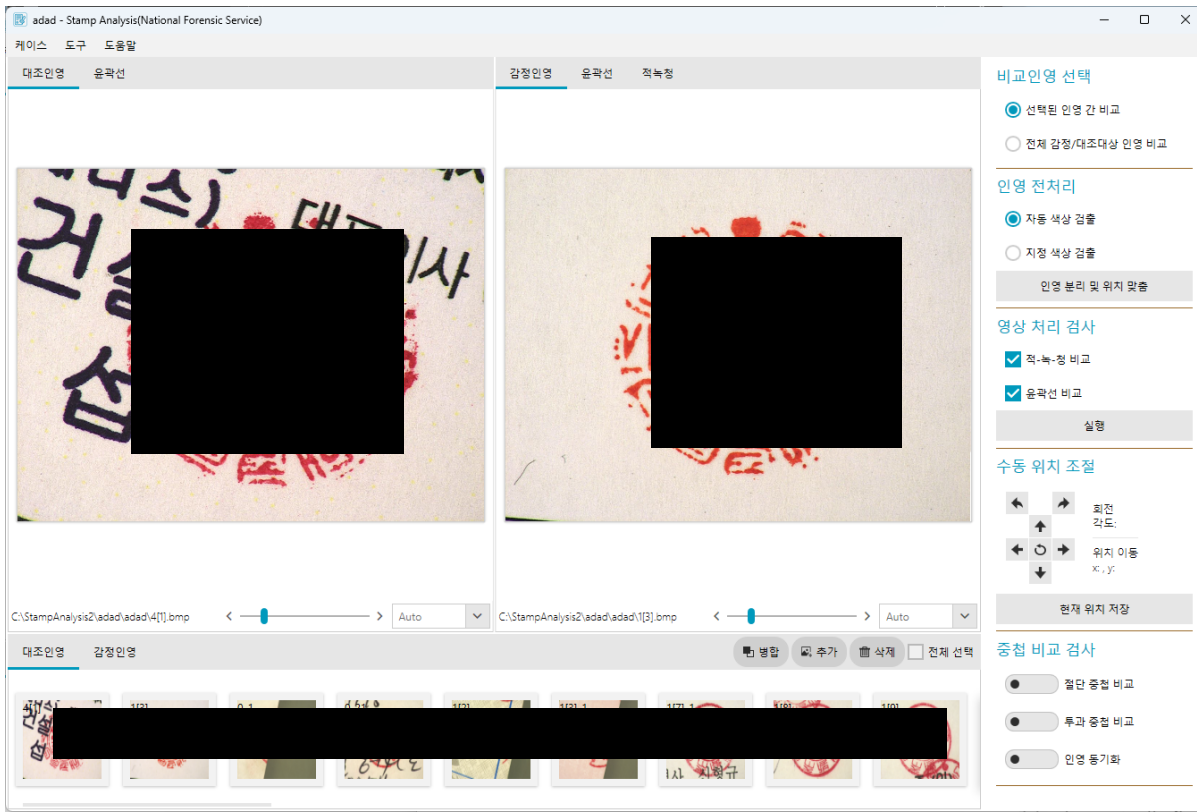 adad - Stamp Analysis(National Forensic Service)
케이스 도구 도움말
대조인영 윤곽선
감정인영 윤곽선 적녹청
대표이사
건설
섭
C:\StampAnalysis2\adad\adad\4[1].bmp
Auto
C:\StampAnalysis2\adad\adad\1[3].bmp
Auto
대조인영 감정인영
병합 추가 삭제 전체 선택
비교인영 선택
선택된 인영 간 비교
전체 감정/대조대상 인영 비교
인영 전처리
자동 색상 검출
지정 색상 검출
인영 분리 및 위치 맞춤
영상 처리 검사
적-녹-청 비교
윤곽선 비교
실행
수동 위치 조절
회전
각도:
위치 이동
x: , y:
현재 위치 저장
중첩 비교 검사
절단 중첩 비교
투과 중첩 비교
인영 동기화